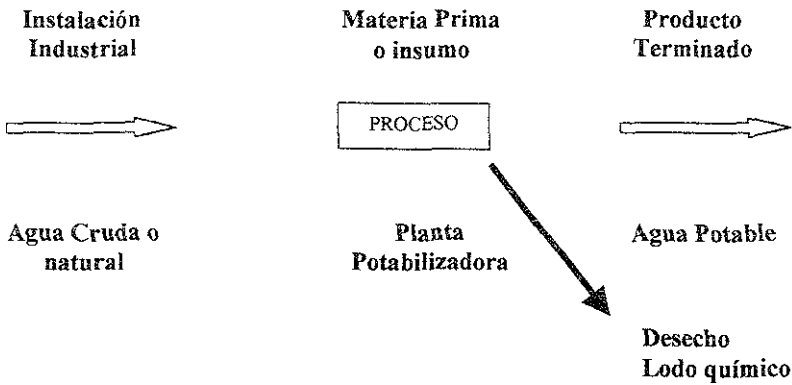 Instalación
Industrial
Materia Prima
o insumo
Producto
Terminado
PROCESO
Agua Cruda o
natural
Planta
Potabilizadora
Agua Potable
Desecho
Lodo químico